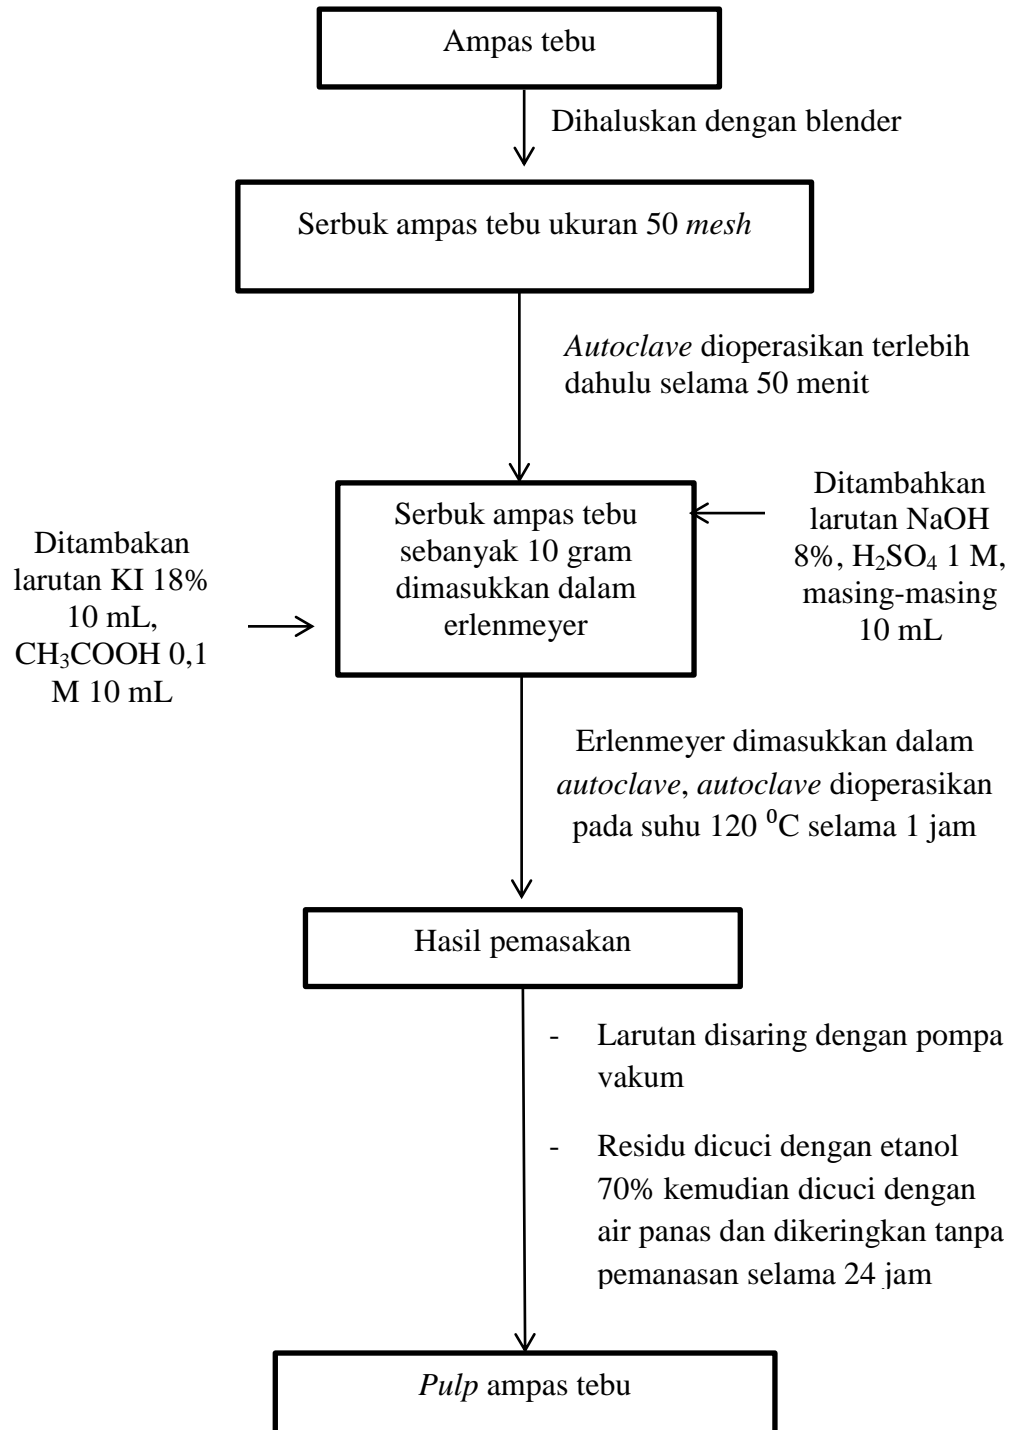 Ampas tebu
Dihaluskan dengan blender
Serbuk ampas tebu ukuran 50 mesh
Autoclave dioperasikan terlebih
dahulu selama 50 menit
Ditambakan
larutan KI 18%
10 mL,
CH₃COOH 0,1
M 10 mL
Serbuk ampas tebu
sebanyak 10 gram
dimasukkan dalam
erlenmeyer
Ditambahkan
larutan NaOH
8%, H₂SO₄ 1 M,
masing-masing
10 mL
Erlenmeyer dimasukkan dalam
autoclave, autoclave dioperasikan
pada suhu 120 ⁰C selama 1 jam
Hasil pemasakan
- Larutan disaring dengan pompa
vakum
- Residu dicuci dengan etanol
70% kemudian dicuci dengan
air panas dan dikeringkan tanpa
pemanasan selama 24 jam
Pulp ampas tebu